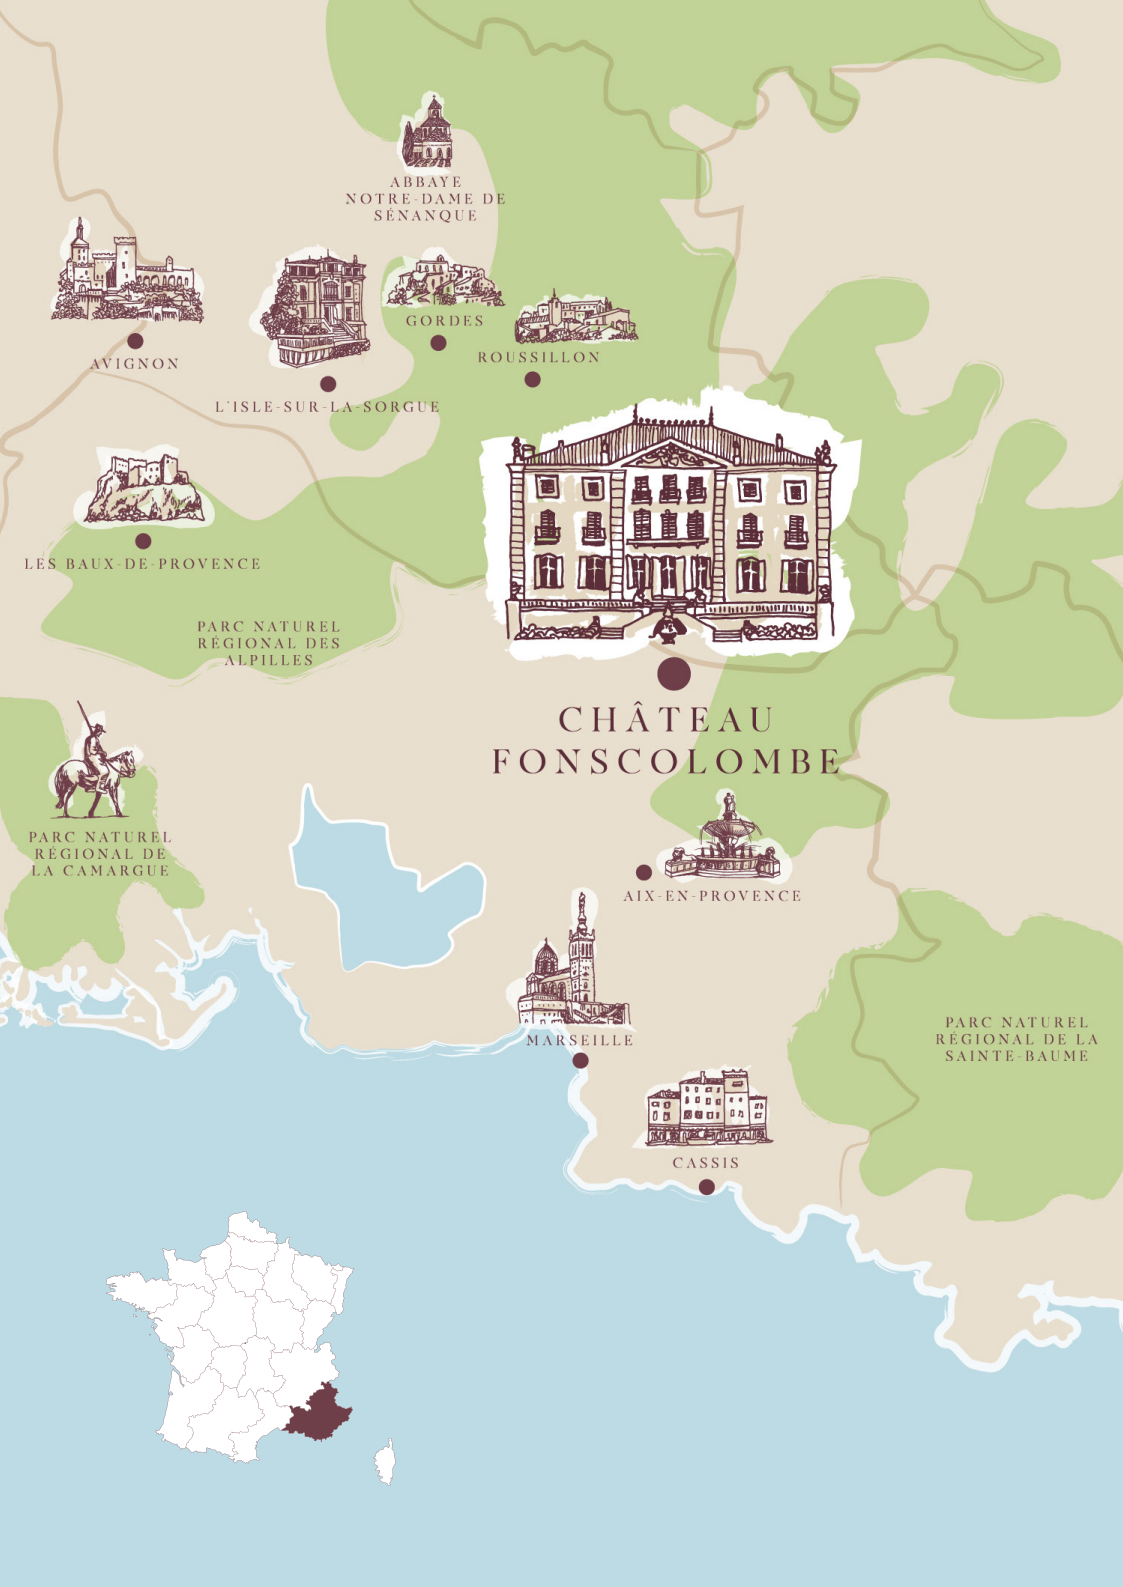 ABBAYE
NOTRE-DAME DE
SÉNANQUE
GORDES
ROUSSILLON
AVIGNON
L'ISLE-SUR-LA-SORGUE
LES BAUX-DE-PROVENCE
PARC NATUREL
RÉGIONAL DES
ALPILLES
CHÂTEAU
FONSCOLOMBE
PARC NATUREL
RÉGIONAL DE
LA CAMARGUE
AIX-EN-PROVENCE
MARSEILLE
PARC NATUREL
RÉGIONAL DE LA
SAINTE-BAUME
CASSIS